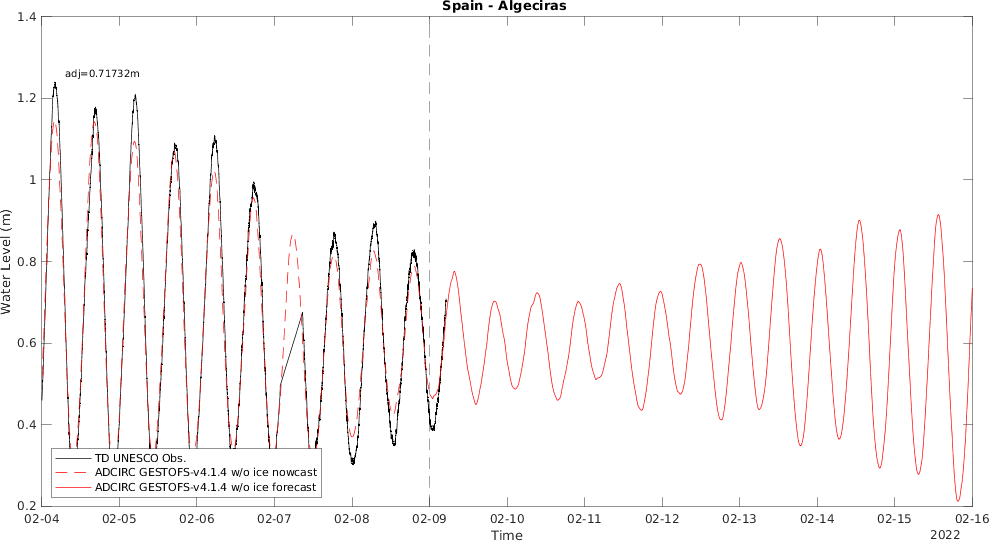 Spain - Algeciras
adj=0.71732m
Water Level (m)
1.4
1.2
1
0.8
0.6
0.4
0.2
TD UNESCO Obs.
ADCIRC GESTOFS-v4.1.4 w/o ice nowcast
ADCIRC GESTOFS-v4.1.4 w/o ice forecast
02-04 02-05 02-06 02-07 02-08 02-09 02-10 02-11 02-12 02-13 02-14 02-15 02-16
Time
2022